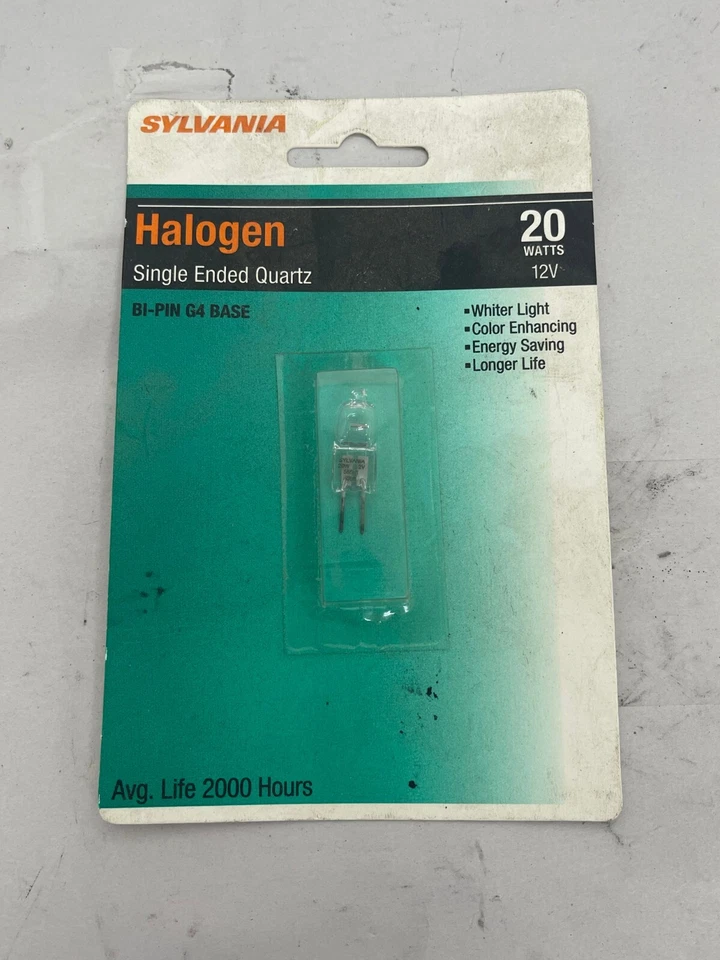 SYLVANIA
Halogen
20
WATTS
Single Ended Quartz
12V
BI-PIN G4 BASE
▪Whiter Light
▪Color Enhancing
▪Energy Saving
▪Longer Life
SYLVANIA
Avg. Life 2000 Hours